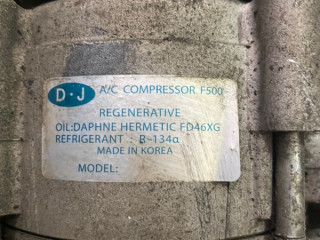 D·J A/C COMPRESSOR F500-
REGENERATIVE
OIL:DAPHNE HERMETIC FD46XG
REFRIGERANT : R-134a
MADE IN KOREA
MODEL: